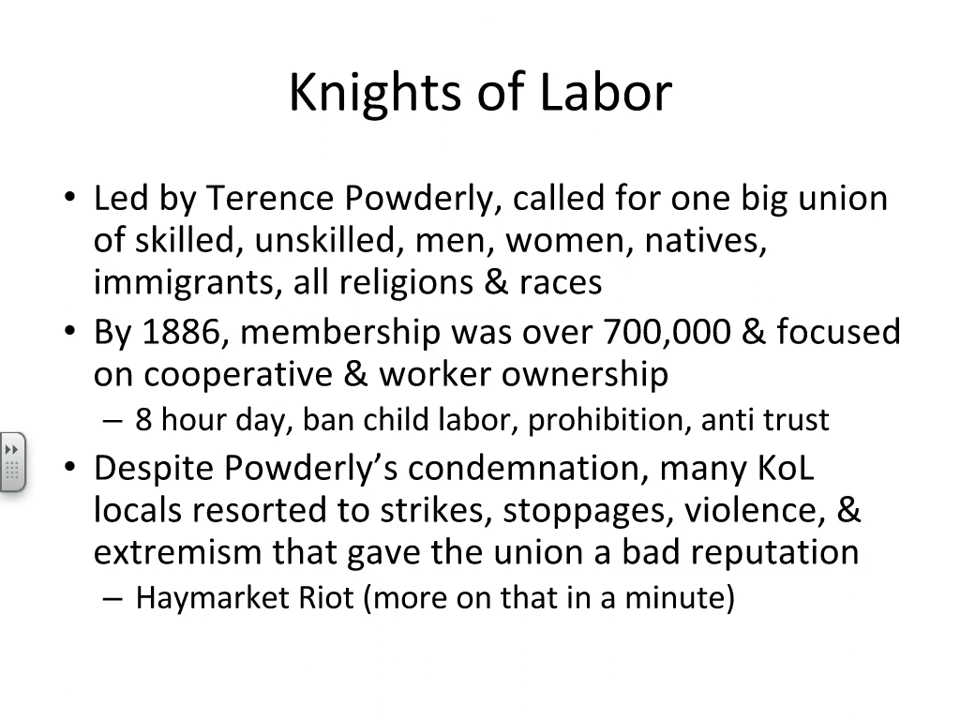 Knights of Labor
• Led by Terence Powderly, called for one big union
of skilled, unskilled, men, women, natives,
immigrants, all religions & races
• By 1886, membership was over 700,000 & focused
on cooperative & worker ownership
– 8 hour day, ban child labor, prohibition, anti trust
• Despite Powderly’s condemnation, many KoL
locals resorted to strikes, stoppages, violence, &
extremism that gave the union a bad reputation
– Haymarket Riot (more on that in a minute)